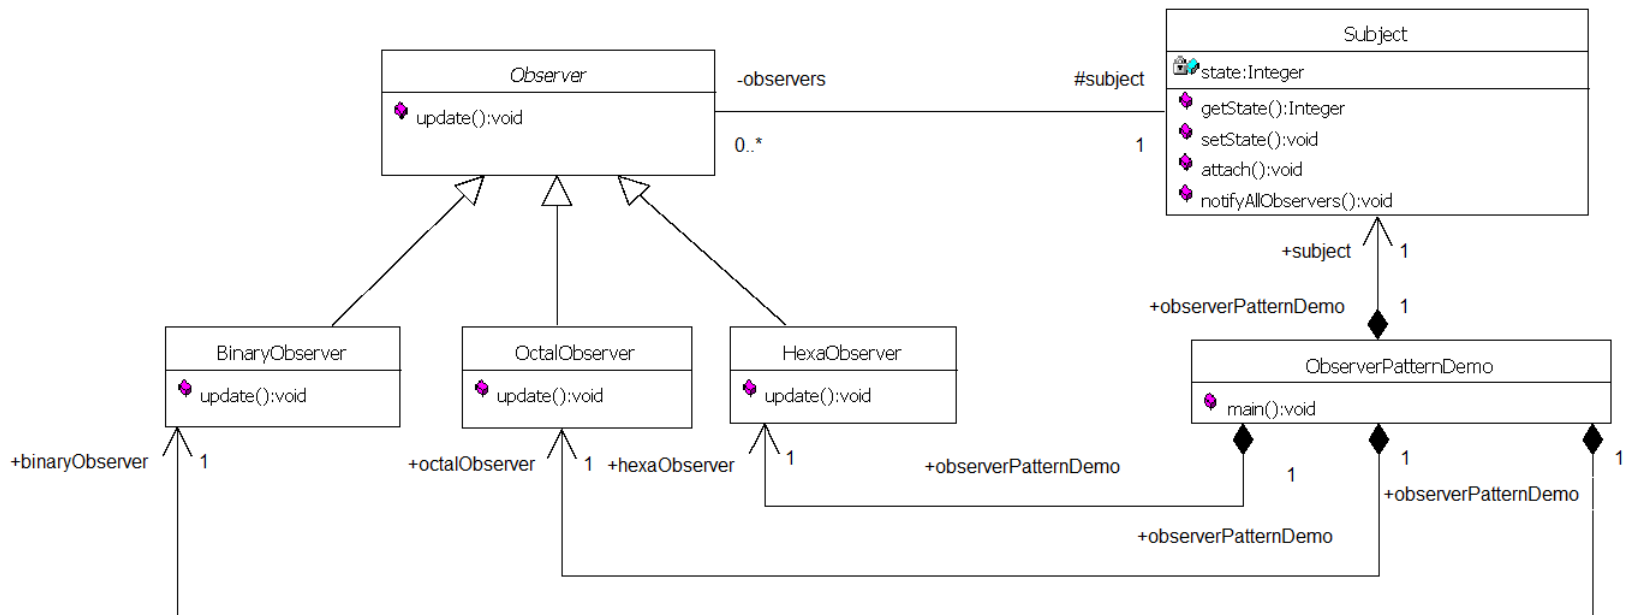 Subject
state:Integer
getState():Integer
setState():void
attach():void
notifyAllObservers():void
Observer
update():void
-observers
#subject
0..*
1
+subject
1
+observerPatternDemo
1
BinaryObserver
update():void
OctalObserver
update():void
HexaObserver
update():void
ObserverPatternDemo
main():void
+binaryObserver
1
+octalObserver
1
+hexaObserver
1
+observerPatternDemo
1
1
1
+observerPatternDemo
+observerPatternDemo